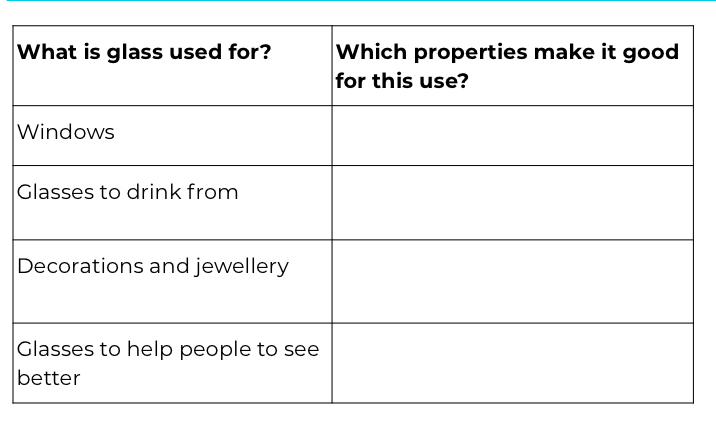 What is glass used for?
Which properties make it good
for this use?
Windows
Glasses to drink from
Decorations and jewellery
Glasses to help people to see
better